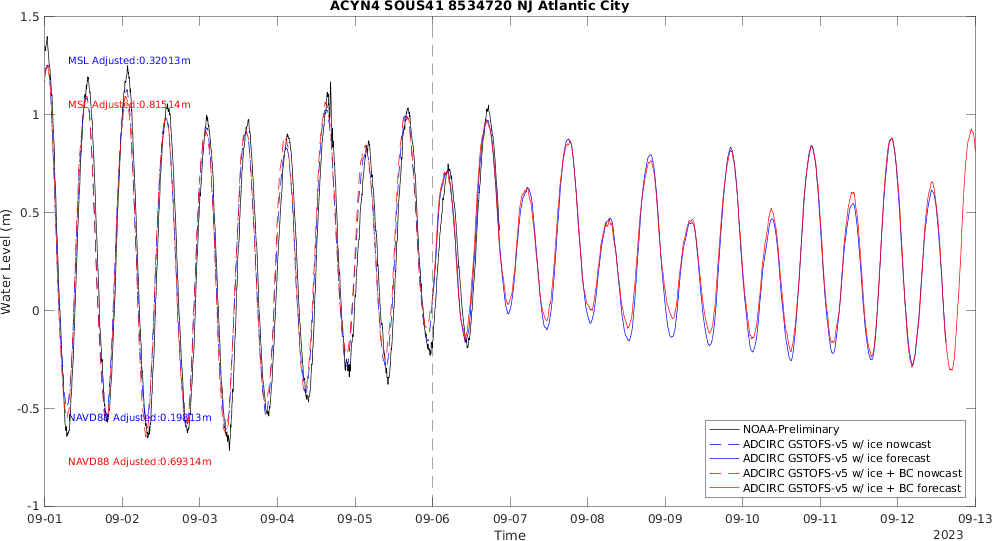 ACYN4 SOUS41 8534720 NJ Atlantic City
1.5
1
0.5
0
-0.5
-1
Water Level (m)
MSL Adjusted:0.32013m
MSL Adjusted:0.81514m
NAVD88 Adjusted:0.19813m
NAVD88 Adjusted:0.69314m
NOAA-Preliminary
ADCIRC GSTOFS-v5 w/ ice nowcast
ADCIRC GSTOFS-v5 w/ ice forecast
ADCIRC GSTOFS-v5 w/ ice + BC nowcast
ADCIRC GSTOFS-v5 w/ ice + BC forecast
09-01 09-02 09-03 09-04 09-05 09-06 09-07 09-08 09-09 09-10 09-11 09-12 09-13
Time
2023